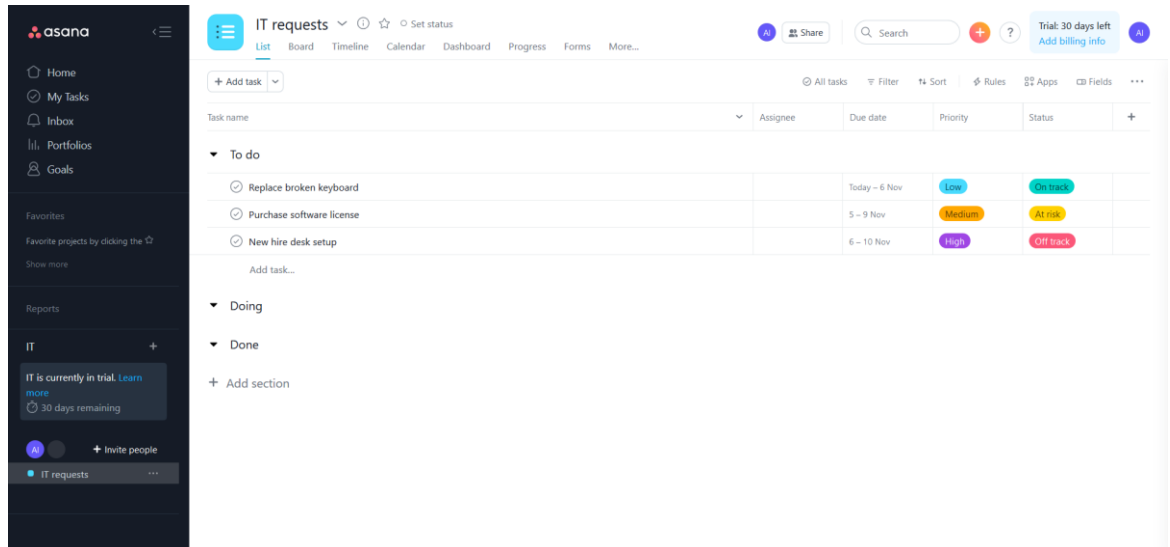 asana
Home
My Tasks
Inbox
Portfolios
Goals
Favorites
Favorite projects by clicking the
Show more
Reports
IT +
IT is currently in trial. Learn
more
30 days remaining
AI + Invite people
IT requests ...
IT requests Set status
List Board Timeline Calendar Dashboard Progress Forms More...
AI Share Search + ? Trial: 30 days left
Add billing info
AI
+ Add task All tasks Filter Sort Rules Apps Fields ...
Task name Assignee Due date Priority Status +
To do
Replace broken keyboard Today – 6 Nov Low On track
Purchase software license 5 – 9 Nov Medium At risk
New hire desk setup 6 – 10 Nov High Off track
Add task...
Doing
Done
+ Add section